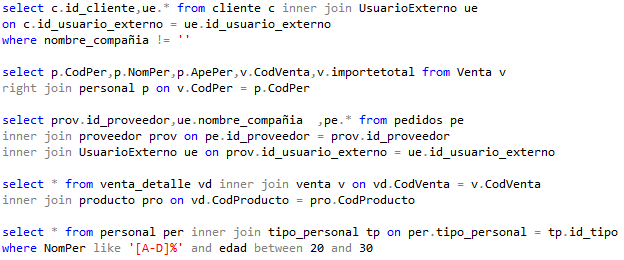 select c.id_cliente,ue.* from cliente c inner join UsuarioExterno ue
on c.id_usuario_externo = ue.id_usuario_externo
where nombre_compañia != ''
select p.CodPer,p.NomPer,p.ApePer,v.CodVenta,v.importetotal from Venta v
right join personal p on v.CodPer = p.CodPer
select prov.id_proveedor,ue.nombre_compañia  ,pe.* from pedidos pe
inner join proveedor prov on pe.id_proveedor = prov.id_proveedor
inner join UsuarioExterno ue on prov.id_usuario_externo = ue.id_usuario_externo
select * from venta_detalle vd inner join venta v on vd.CodVenta = v.CodVenta
inner join producto pro on vd.CodProducto = pro.CodProducto
select * from personal per inner join tipo_personal tp on per.tipo_personal = tp.id_tipo
where NomPer like '[A-D]%' and edad between 20 and 30